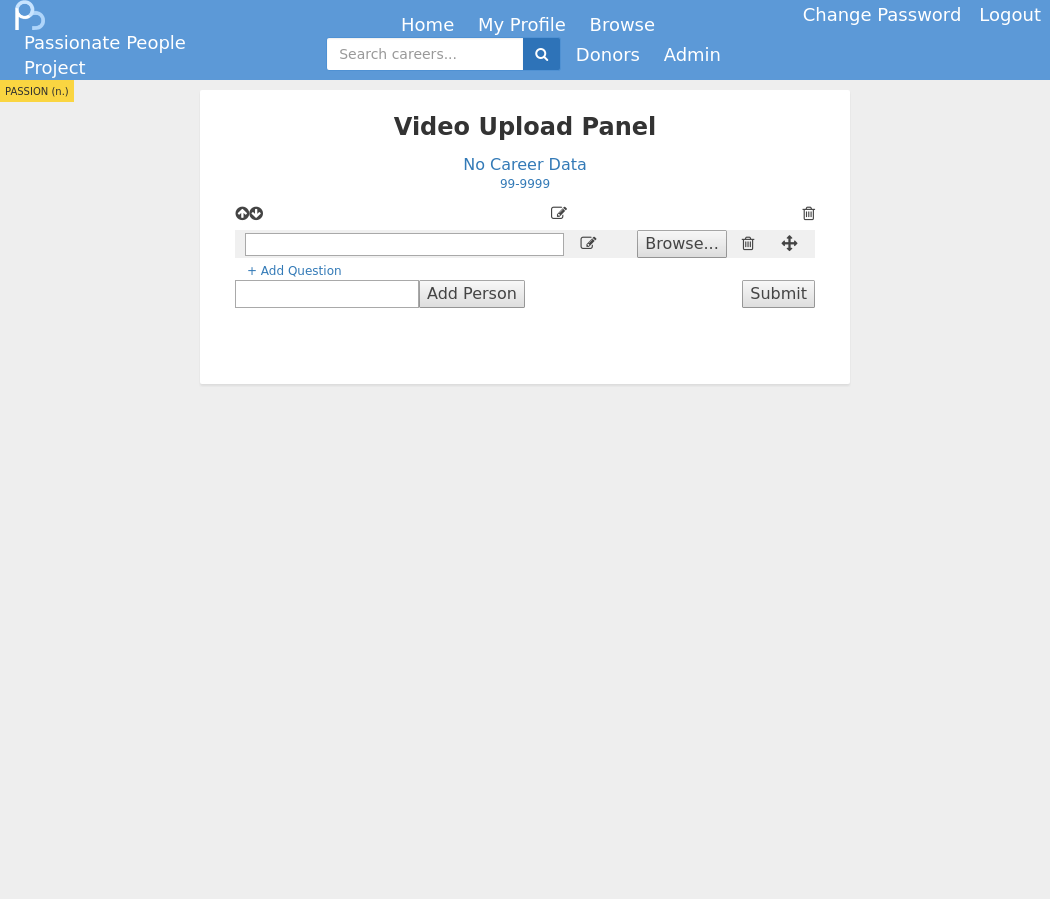 Change Password Logout
Home My Profile Browse
Passionate People
Project
Search careers...
Donors Admin
PASSION (n.)
Video Upload Panel
No Career Data
99-9999
Browse...
+ Add Question
Add Person
Submit